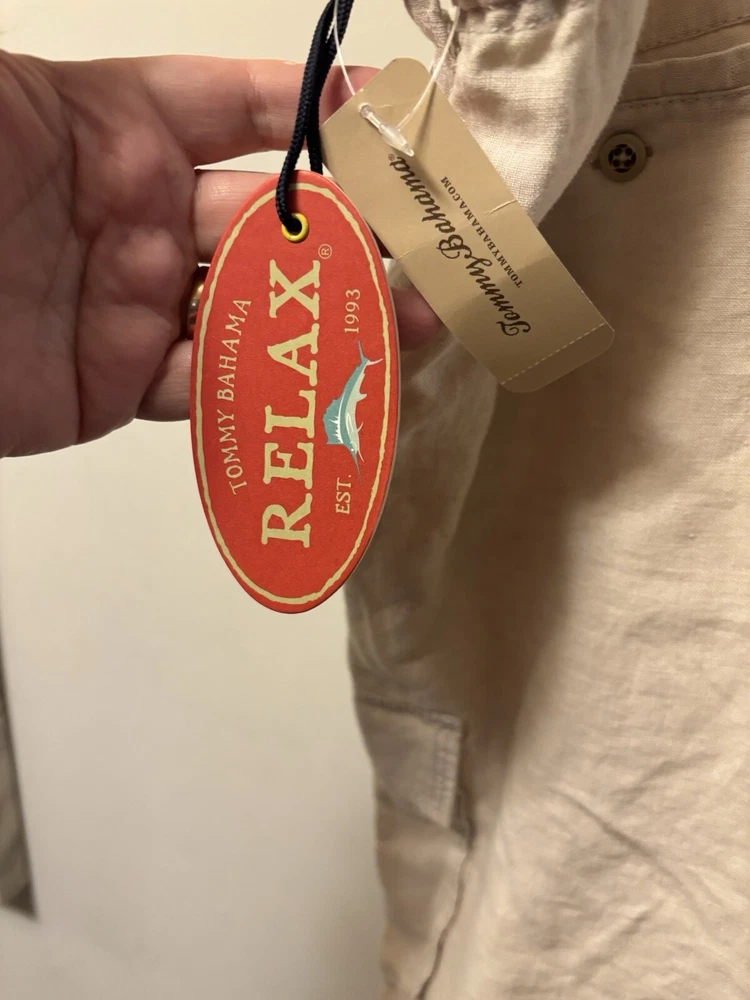 TOMMY BAHAMA
RELAX®
EST. 1993
Tommy Bahama®
TOMMYBAHAMA.COM